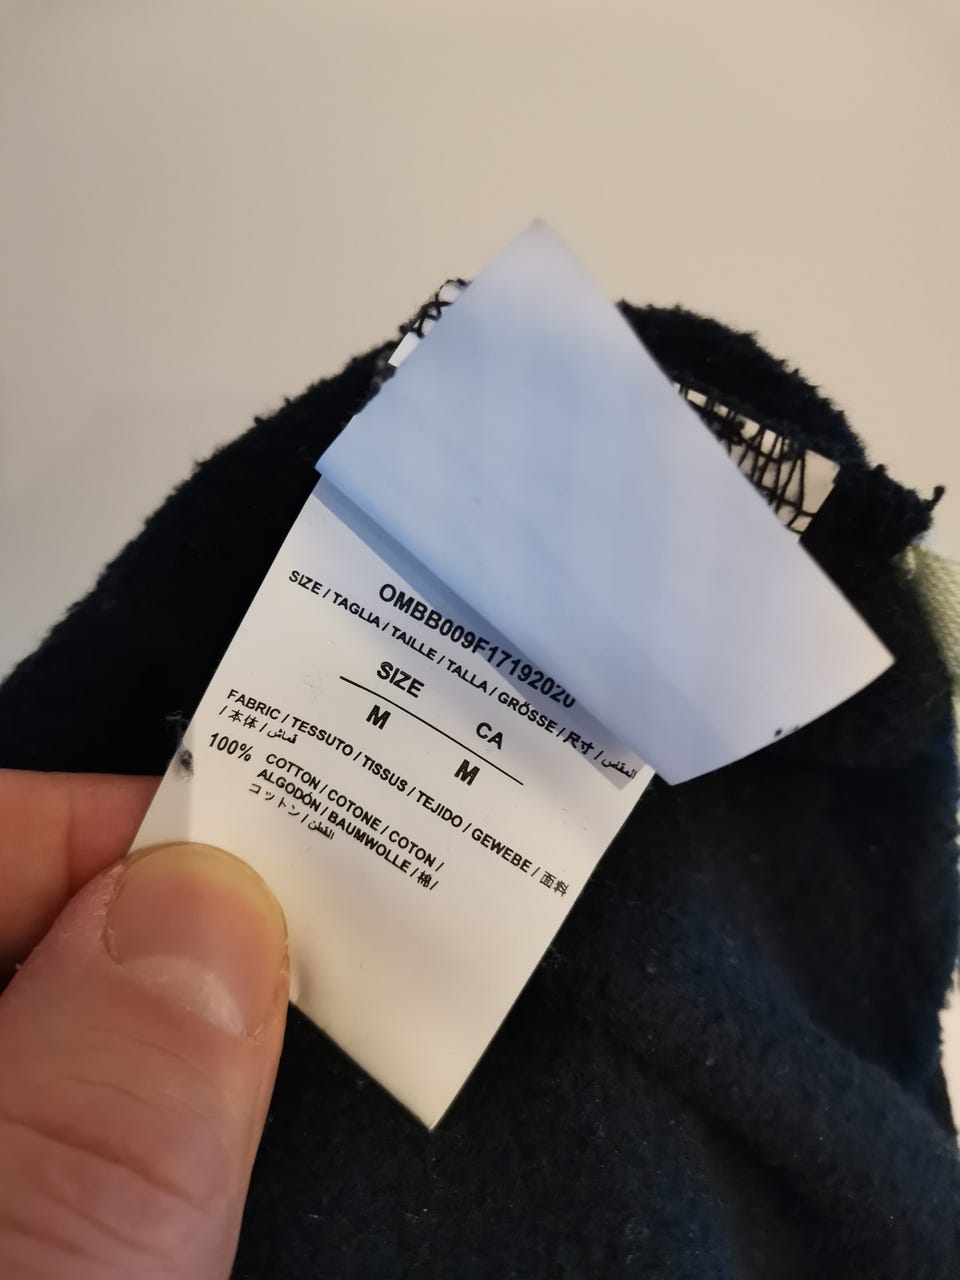 OMBB009F17192020
SIZE / TAGLIA / TAILLE / TALLA / GRÖSSE / 尺寸 / المقاس
SIZE CA
M M
FABRIC / TESSUTO / TISSUS / TEJIDO / GEWEBE / 面料
/ 本体 / قماش /
100% COTTON / COTONE / COTON /
ALGODÓN / BAUMWOLLE / 棉 /
コットン / القطن